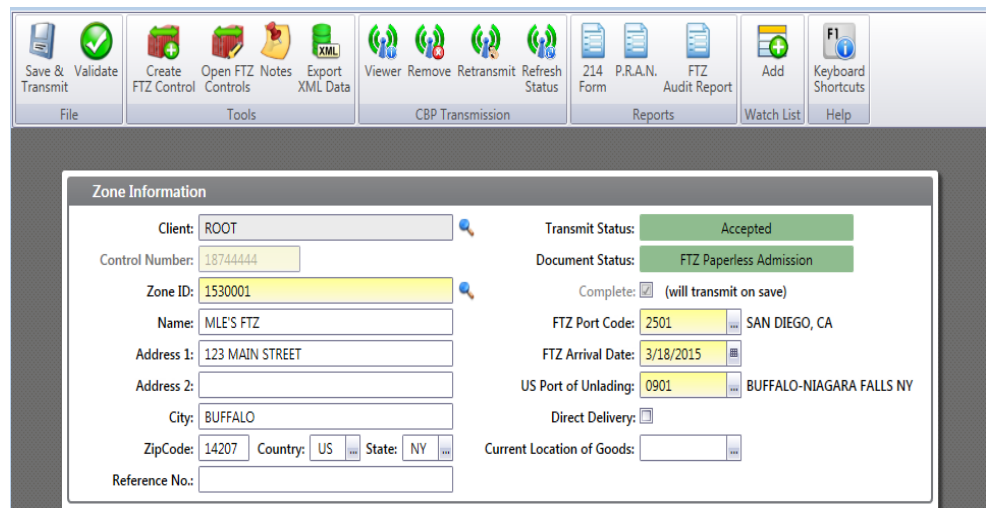 Save & Transmit
Validate
Create FTZ Control
Open FTZ Controls
Notes
XML
Export XML Data
Viewer
Remove
Retransmit
Refresh Status
214 Form
P.R.A.N.
FTZ Audit Report
Add
F1
Keyboard Shortcuts
File
Tools
CBP Transmission
Reports
Watch List
Help
Zone Information
Client: ROOT
Transmit Status: Accepted
Control Number: 18744444
Document Status: FTZ Paperless Admission
Zone ID: 1530001
Complete: (will transmit on save)
Name: MLE'S FTZ
FTZ Port Code: 2501 ... SAN DIEGO, CA
Address 1: 123 MAIN STREET
FTZ Arrival Date: 3/18/2015
Address 2:
US Port of Unlading: 0901 ... BUFFALO-NIAGARA FALLS NY
City: BUFFALO
Direct Delivery:
ZipCode: 14207 Country: US ... State: NY ...
Current Location of Goods: ...
Reference No.: